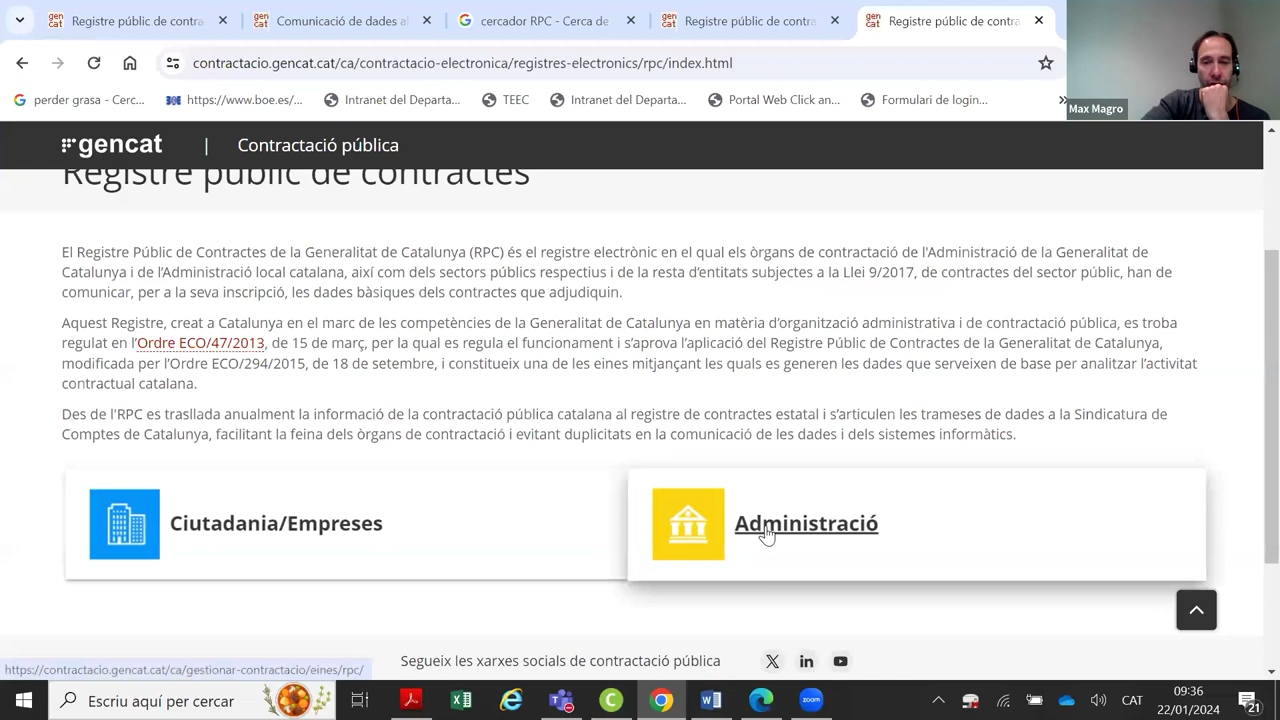 Registre públic de contra
Comunicació de dades al
cercador RPC - Cerca de
Registre públic de contra
Registre públic de contra
contractacio.gencat.cat/ca/contractacio-electronica/registres-electronics/rpc/index.html
perder grasa - Cerc...
https://www.boe.es/...
Intranet del Departa...
TEEC
Intranet del Departa...
Portal Web Click an...
Formulari de login...
Max Magro
gencat | Contractació pública
Registre públic de contractes
El Registre Públic de Contractes de la Generalitat de Catalunya (RPC) és el registre electrònic en el qual els òrgans de contractació de l'Administració de la Generalitat de
Catalunya i de l'Administració local catalana, així com dels sectors públics respectius i de la resta d'entitats subjectes a la Llei 9/2017, de contractes del sector públic, han de
comunicar, per a la seva inscripció, les dades bàsiques dels contractes que adjudiquin.
Aquest Registre, creat a Catalunya en el marc de les competències de la Generalitat de Catalunya en matèria d'organització administrativa i de contractació pública, es troba
regulat en l'Ordre ECO/47/2013, de 15 de març, per la qual es regula el funcionament i s'aprova l'aplicació del Registre Públic de Contractes de la Generalitat de Catalunya,
modificada per l'Ordre ECO/294/2015, de 18 de setembre, i constitueix una de les eines mitjançant les quals es generen les dades que serveixen de base per analitzar l'activitat
contractual catalana.
Des de l'RPC es trasllada anualment la informació de la contractació pública catalana al registre de contractes estatal i s'articulen les trameses de dades a la Sindicatura de
Comptes de Catalunya, facilitant la feina dels òrgans de contractació i evitant duplicitats en la comunicació de les dades i dels sistemes informàtics.
Ciutadania/Empreses
Administració
Segueix les xarxes socials de contractació pública
https://contractacio.gencat.cat/ca/gestionar-contractacio/eines/rpc/
Escriu aquí per cercar
CAT
09:36
22/01/2024
21